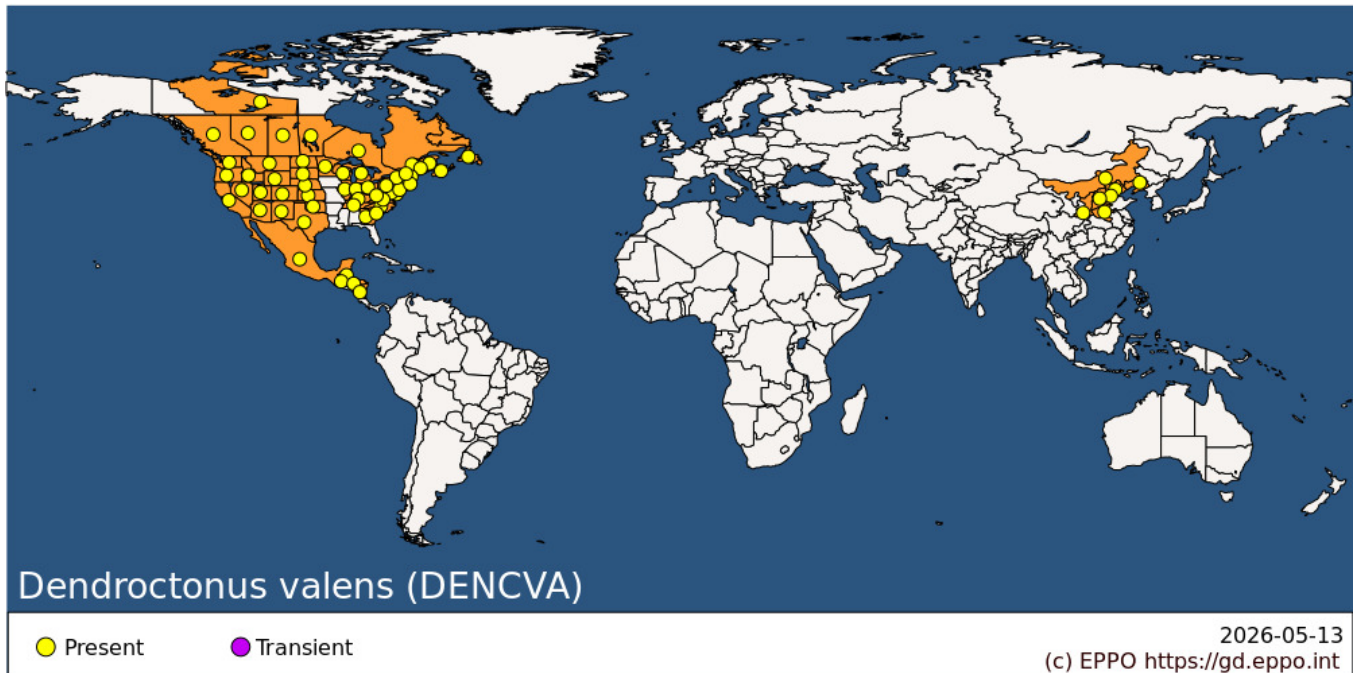 Dendroctonus valens (DENCVA)
Present
Transient
2026-05-13
(c) EPPO https://gd.eppo.int